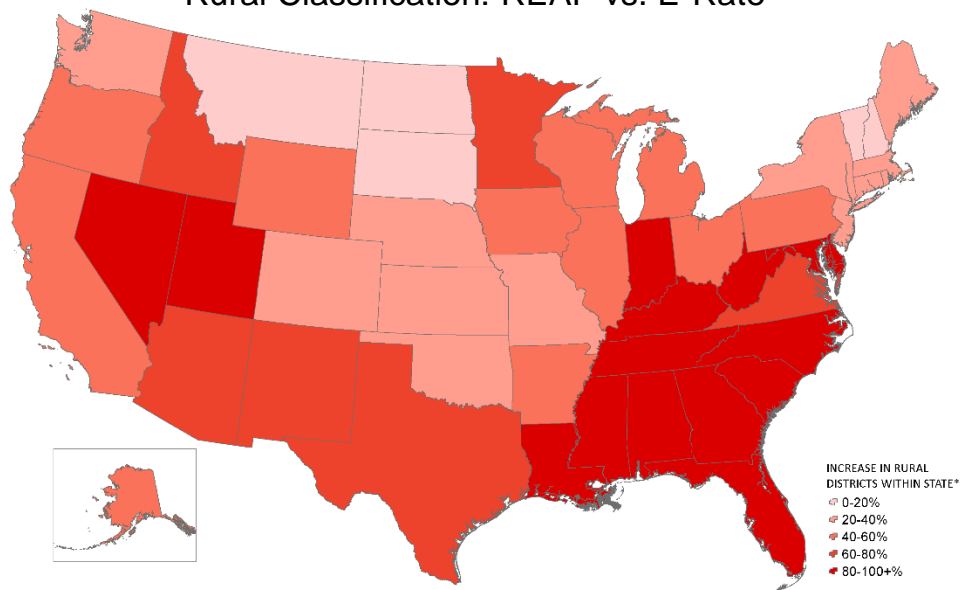 Rural Classification: REAP vs. E-Rate
INCREASE IN RURAL
DISTRICTS WITHIN STATE*
0-20%
20-40%
40-60%
60-80%
80-100+%